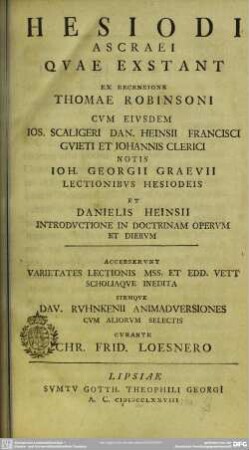 HESIODI
ASCRAEI
QVAE EXSTANT
EX RECENSIONE
THOMAE ROBINSONI
CVM EIVSDEM
IOS. SCALIGERI DAN. HEINSII FRANCISCI
GVIETI ET IOHANNIS CLERICI
NOTIS
IOH. GEORGII GRAEVII
LECTIONIBVS HESIODEIS
ET
DANIELIS HEINSII
INTRODVCTIONE IN DOCTRINAM OPERVM
ET DIERVM
ACCESSERVNT
VARIETATES LECTIONIS MSS. ET EDD. VETT
SCHOLIAQVE INEDITA
ITEMQVE
DAV. RVHNKENII ANIMADVERSIONES
CVM ALIORVM SELECTIS
CVRANTE
CHR. FRID. LOESNERO
LIPSIAE
SVMTV GOTTH. THEOPHILI GEORGI
DFG